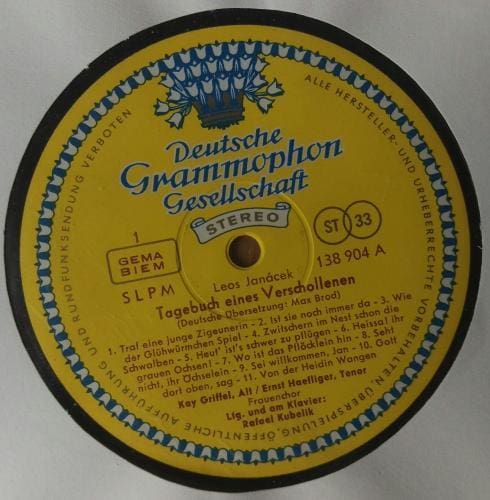 ALLE HERSTELLER- UND URHEBERRECHTE VORBEHALTEN, ÜBERSPIELUNG, ÖFFENTLICHE AUFFÜHRUNG UND RUNDFUNKSENDUNG VERBOTEN
Deutsche
Grammophon
Gesellschaft
STEREO
1
GEMA
BIEM
ST 33
SLPM
138 904 A
Leos Janácek
Tagebuch eines Verschollenen
(Deutsche Übersetzung: Max Brod)
1. Traf eine junge Zigeunerin - 2. Ist sie noch immer da - 3. Wie
der Glühwürmchen Spiel - 4. Zwitschern im Nest schon die
Schwalben - 5. Heut' ist's schwer zu pflügen - 6. Heissa! ihr
grauen Ochsen! - 7. Wo ist das Pflöcklein hin - 8. Seht
nicht, ihr Öchselein - 9. Sei willkommen, Jan - 10. Gott
dort oben, sag - 11. Von der Heidin Wangen
Kay Griffel, Alt / Ernst Haefliger, Tenor
Frauenchor
Ltg. und am Klavier:
Rafael Kubelik